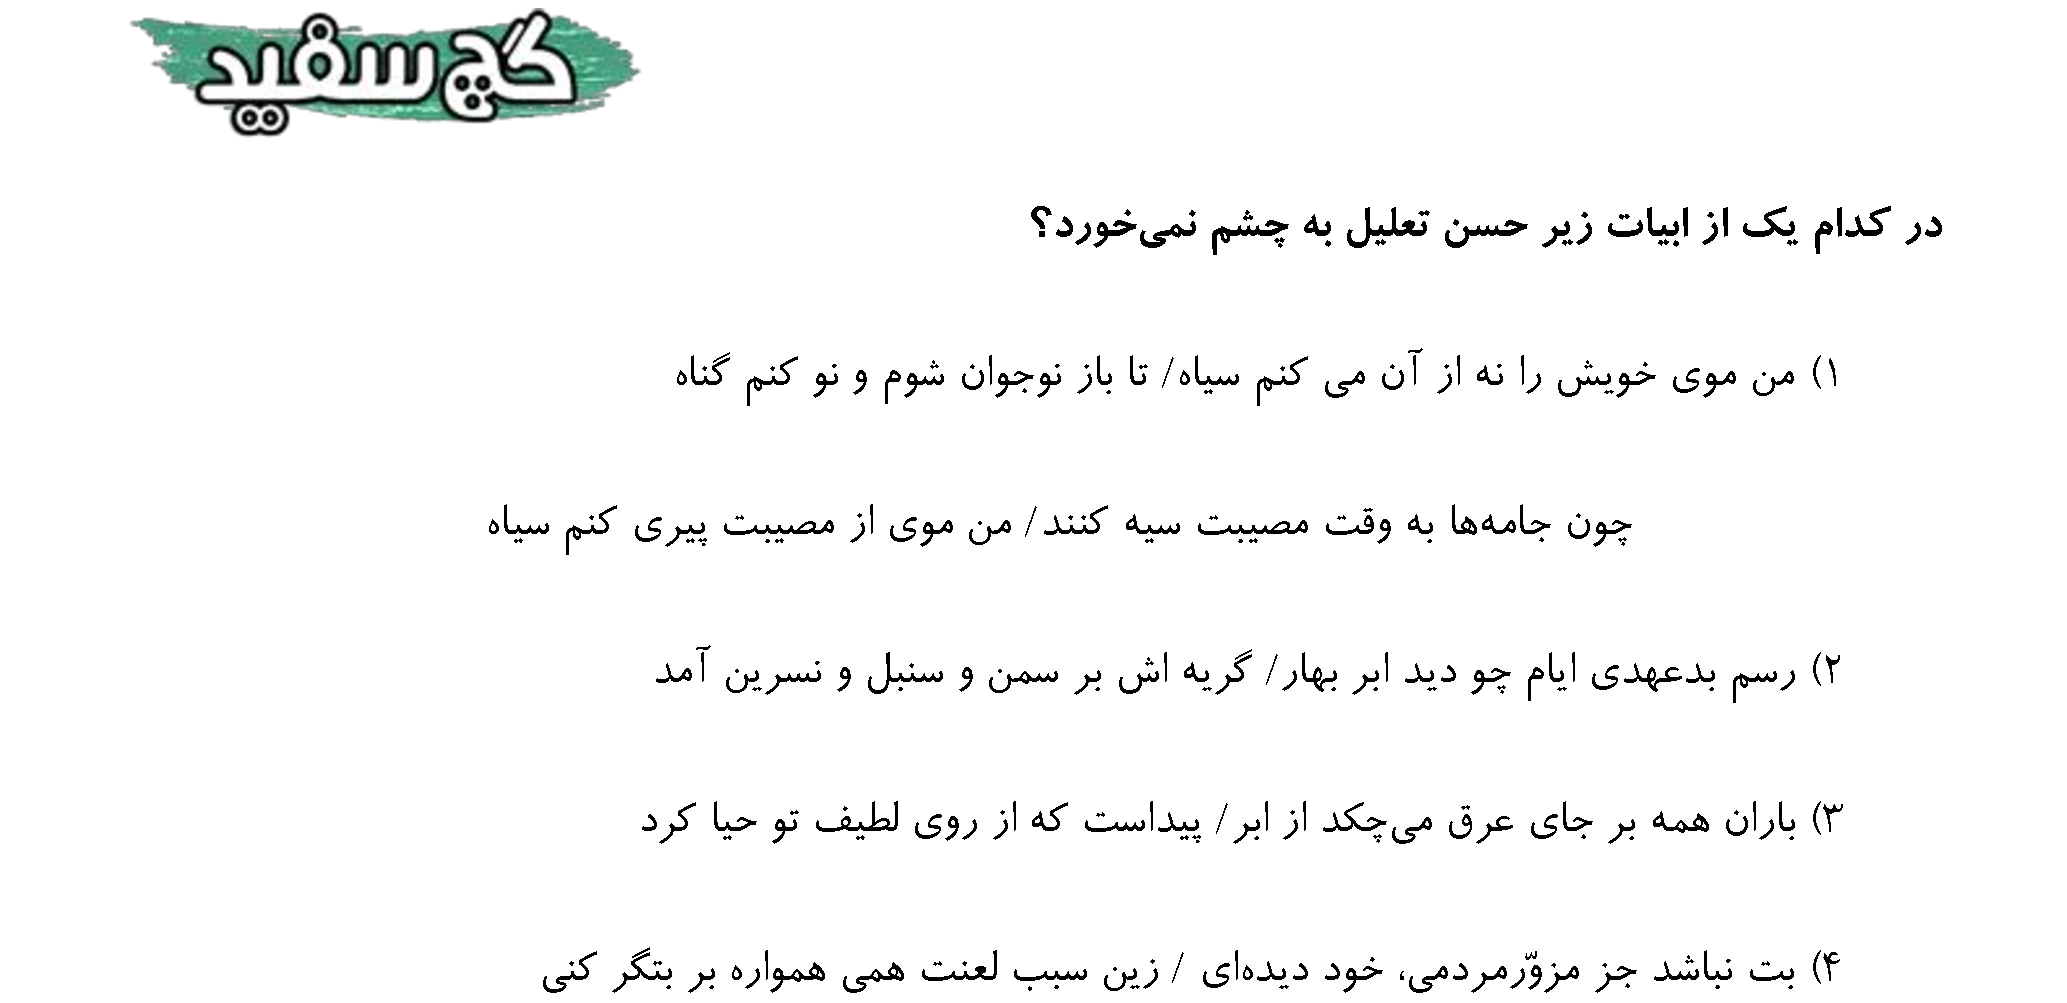 گچ سفید
در کدام یک از ابیات زیر حسن تعلیل به چشم نمی‌خورد؟
۱) من موی خویش را نه از آن می کنم سیاه/ تا باز نوجوان شوم و نو کنم گناه
چون جامه‌ها به وقت مصیبت سیه کنند/ من موی از مصیبت پیری کنم سیاه
۲) رسم بدعهدی ایام چو دید ابر بهار/ گریه اش بر سمن و سنبل و نسرین آمد
۳) باران همه بر جای عرق می‌چکد از ابر/ پیداست که از روی لطیف تو حیا کرد
۴) بت نباشد جز مزوّرمردمی، خود دیده‌ای / زین سبب لعنت همی همواره بر بتگر کنی